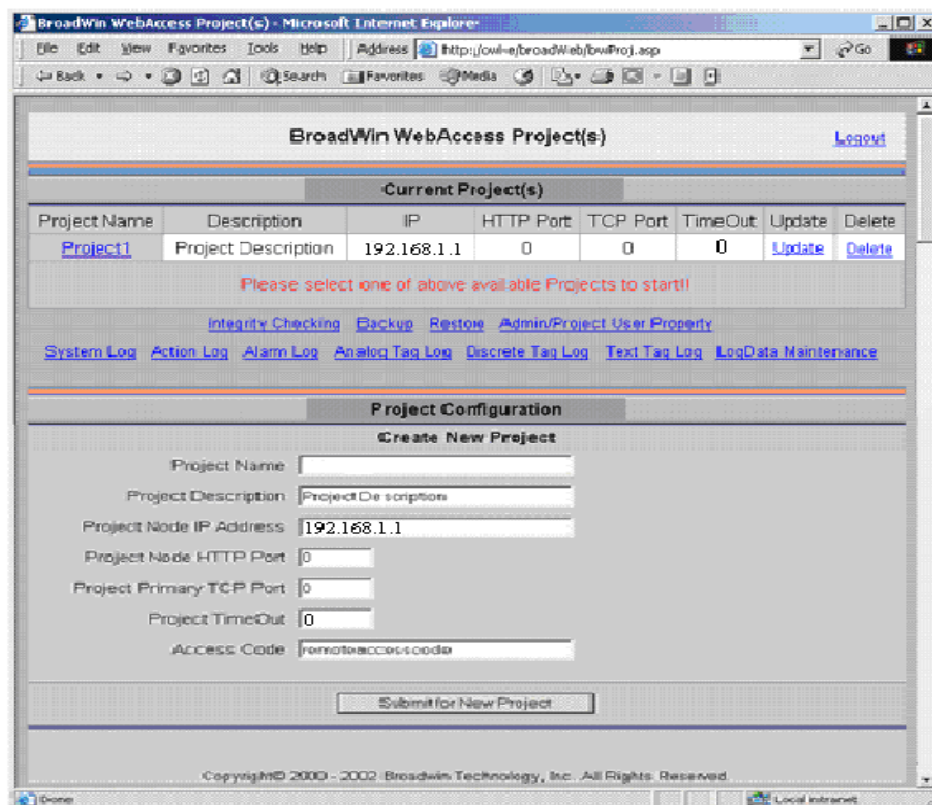 BroadWin WebAccess Project(s) - Microsoft Internet Explorer
File Edit View Favorites Tools Help Address http://owl-e/broadWeb/bwProj.asp Go
Back Search Favorites Media
BroadWin WebAccess Project(s) Logout
Current Project(s)
Project Name Description IP HTTP Port TCP Port TimeOut Update Delete
Project1 Project Description 192.168.1.1 0 0 0 Update Delete
Please select one of above available Projects to start!!
Integrity Checking Backup Restore Admin/Project User Property
System Log Action Log Alarm Log Analog Tag Log Discrete Tag Log Text Tag Log LogData Maintenance
Project Configuration
Create New Project
Project Name
Project Description Project Description
Project Node IP Address 192.168.1.1
Project Node HTTP Port 0
Project Primary TCP Port 0
Project TimeOut 0
Access Code remoteaccesscode
Submit for New Project
Copyright© 2000 - 2002 Broadwin Technology, Inc. All Rights Reserved
Done Local intranet